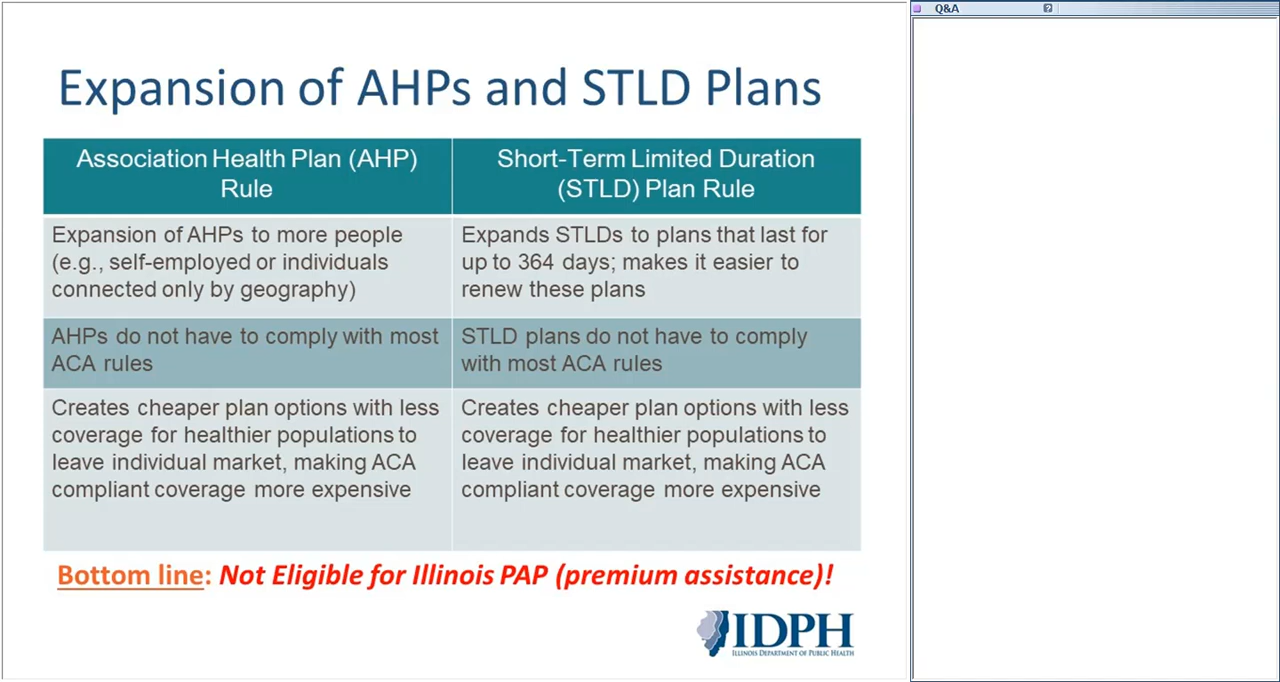 Q&A
Expansion of AHPs and STLD Plans
Association Health Plan (AHP)
Rule
Short-Term Limited Duration
(STLD) Plan Rule
Expansion of AHPs to more people
(e.g., self-employed or individuals
connected only by geography)
Expands STLDs to plans that last for
up to 364 days; makes it easier to
renew these plans
AHPs do not have to comply with most
ACA rules
STLD plans do not have to comply
with most ACA rules
Creates cheaper plan options with less
coverage for healthier populations to
leave individual market, making ACA
compliant coverage more expensive
Creates cheaper plan options with less
coverage for healthier populations to
leave individual market, making ACA
compliant coverage more expensive
Bottom line: Not Eligible for Illinois PAP (premium assistance)!
IDPH
ILLINOIS DEPARTMENT OF PUBLIC HEALTH